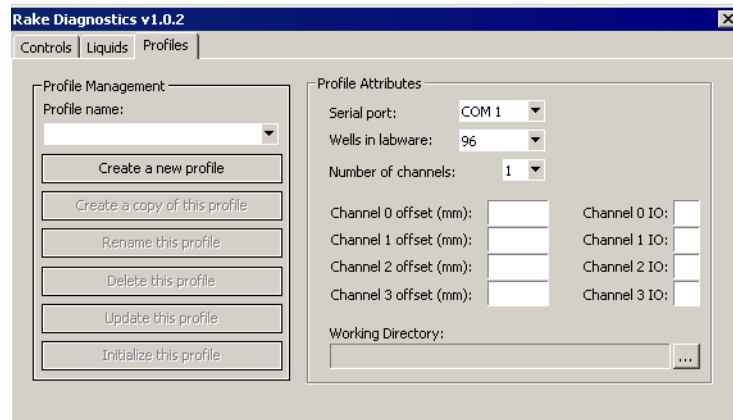 Rake Diagnostics v1.0.2
Controls Liquids Profiles
Profile Management
Profile name:
Create a new profile
Create a copy of this profile
Rename this profile
Delete this profile
Update this profile
Initialize this profile
Profile Attributes
Serial port: COM 1
Wells in labware: 96
Number of channels: 1
Channel 0 offset (mm): Channel 0 IO:
Channel 1 offset (mm): Channel 1 IO:
Channel 2 offset (mm): Channel 2 IO:
Channel 3 offset (mm): Channel 3 IO:
Working Directory:
...